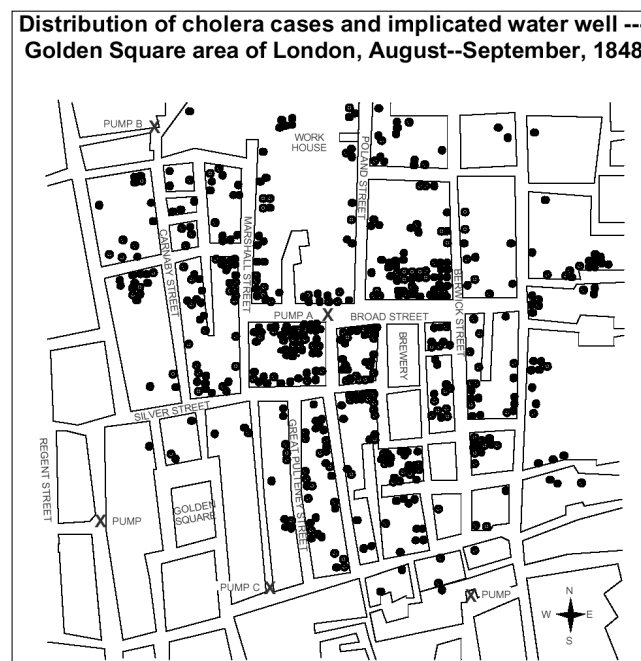 Distribution of cholera cases and implicated water well ---
Golden Square area of London, August--September, 1848
PUMP B
WORK
HOUSE
POLAND STREET
MARSHALL STREET
CARNABY STREET
BERWICK STREET
PUMP A
BROAD STREET
BREWERY
SILVER STREET
GREAT PULTENEY STREET
REGENT STREET
GOLDEN
SQUARE
PUMP
PUMP C
PUMP
N
W
E
S